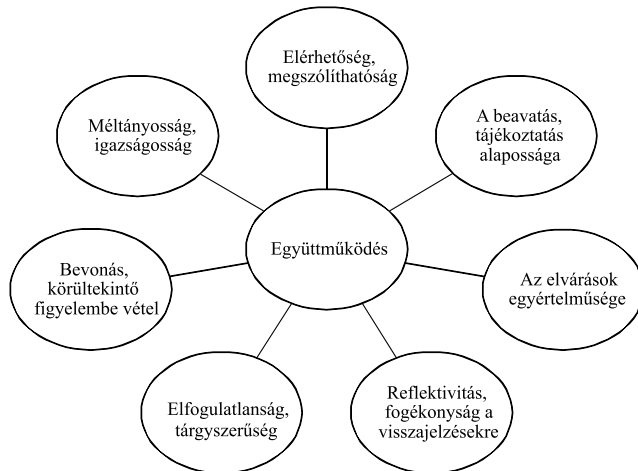 Elérhetőség,
megszólíthatóság
Méltányosság,
igazságosság
A beavatás,
tájékoztatás
alapossága
Együttműködés
Bevonás,
körültekintő
figyelembe vétel
Az elvárások
egyértelműsége
Elfogulatlanság,
tárgyszerűség
Reflektivitás,
fogékonyság a
visszajelzésekre